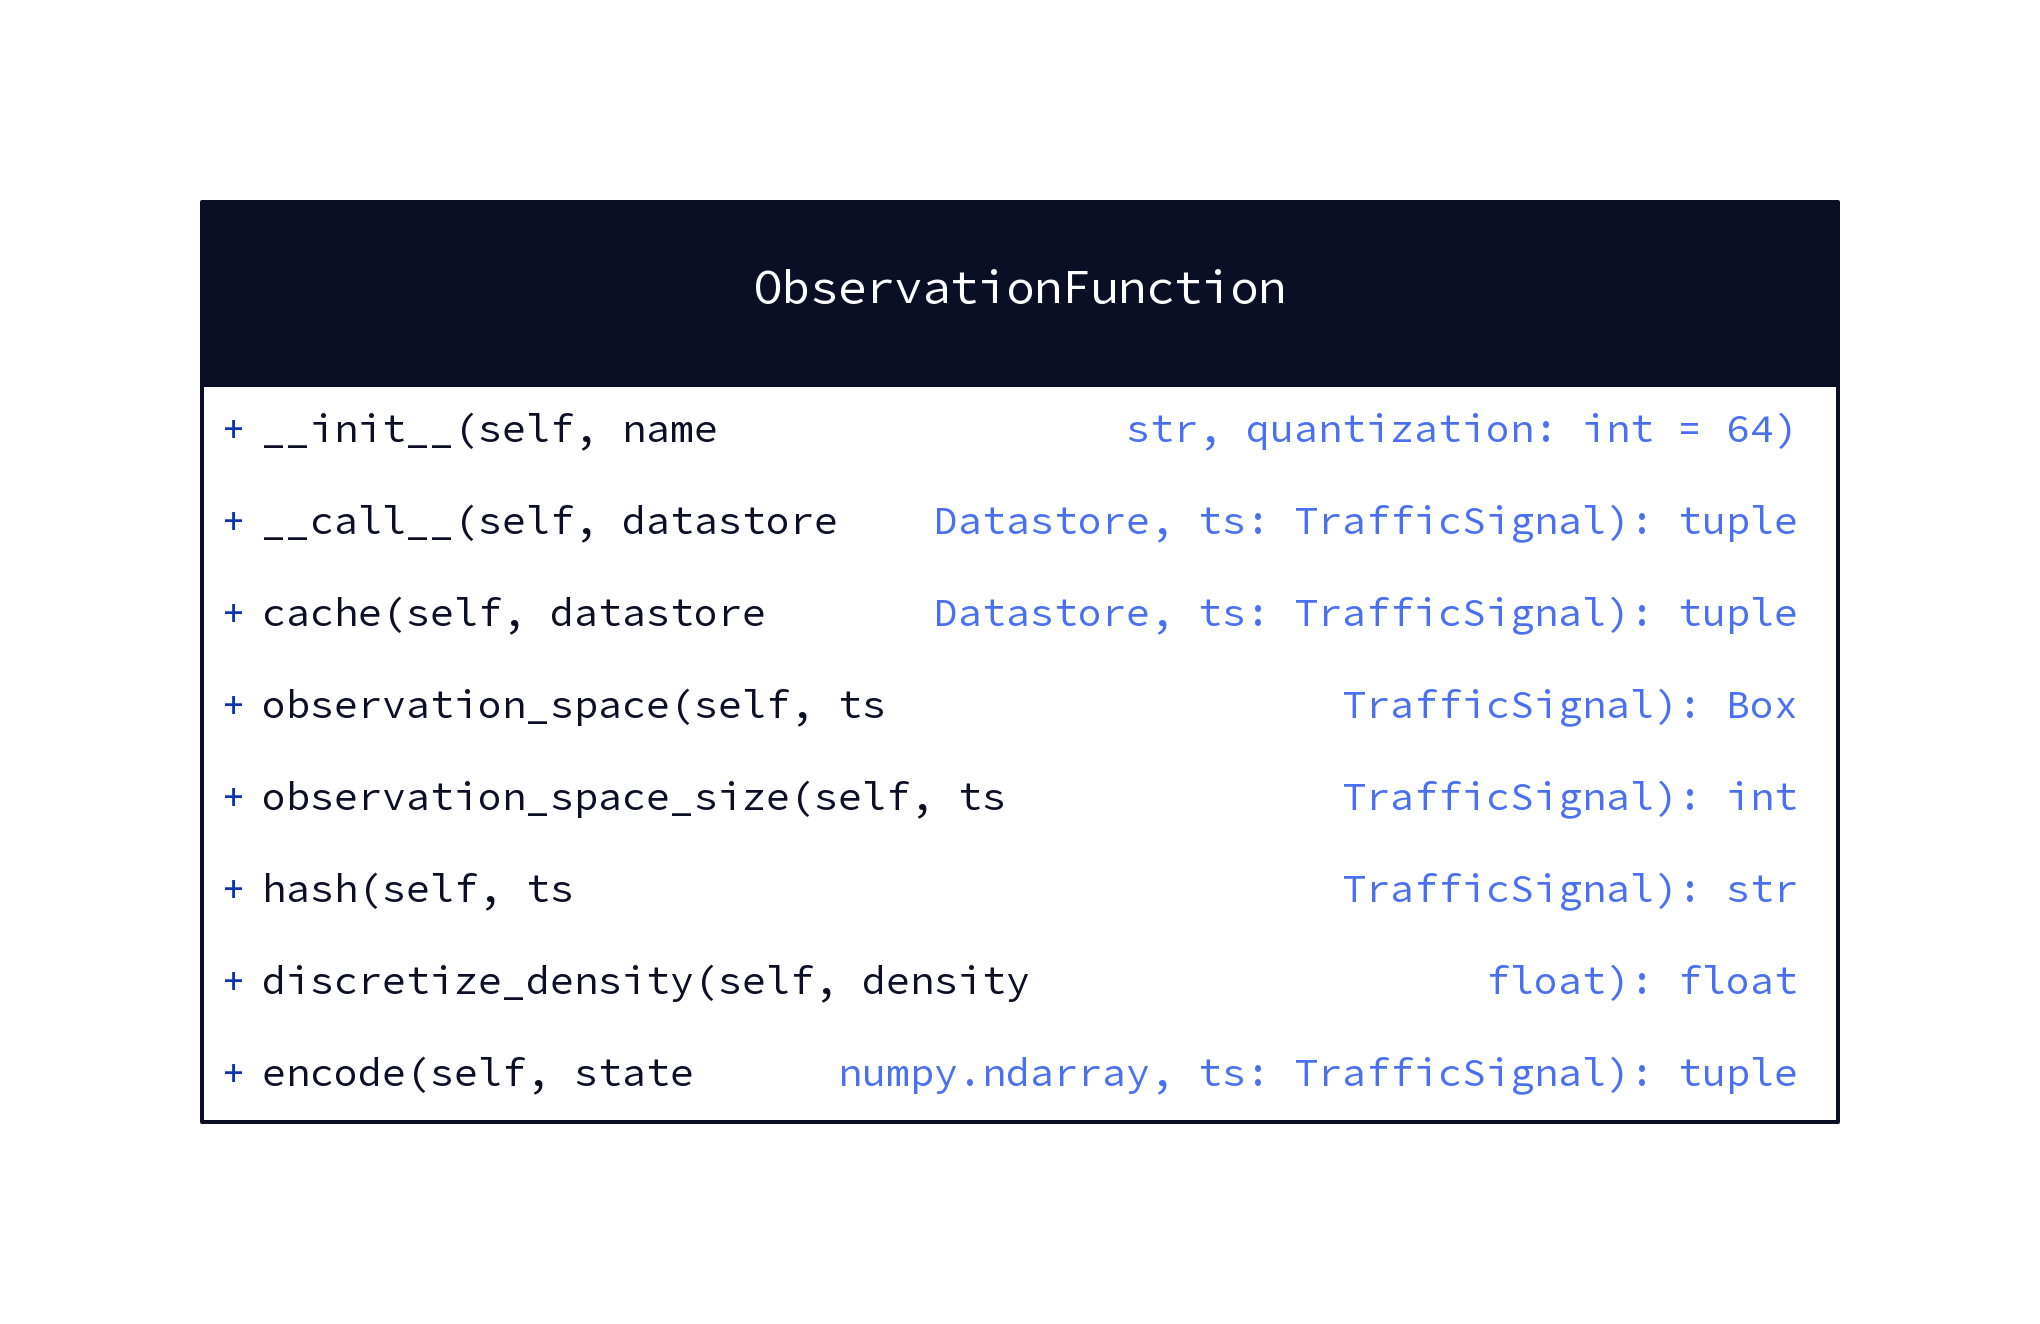 ObservationFunction
+ __init__(self, name str, quantization: int = 64)
+ __call__(self, datastore Datastore, ts: TrafficSignal): tuple
+ cache(self, datastore Datastore, ts: TrafficSignal): tuple
+ observation_space(self, ts TrafficSignal): Box
+ observation_space_size(self, ts TrafficSignal): int
+ hash(self, ts TrafficSignal): str
+ discretize_density(self, density float): float
+ encode(self, state numpy.ndarray, ts: TrafficSignal): tuple